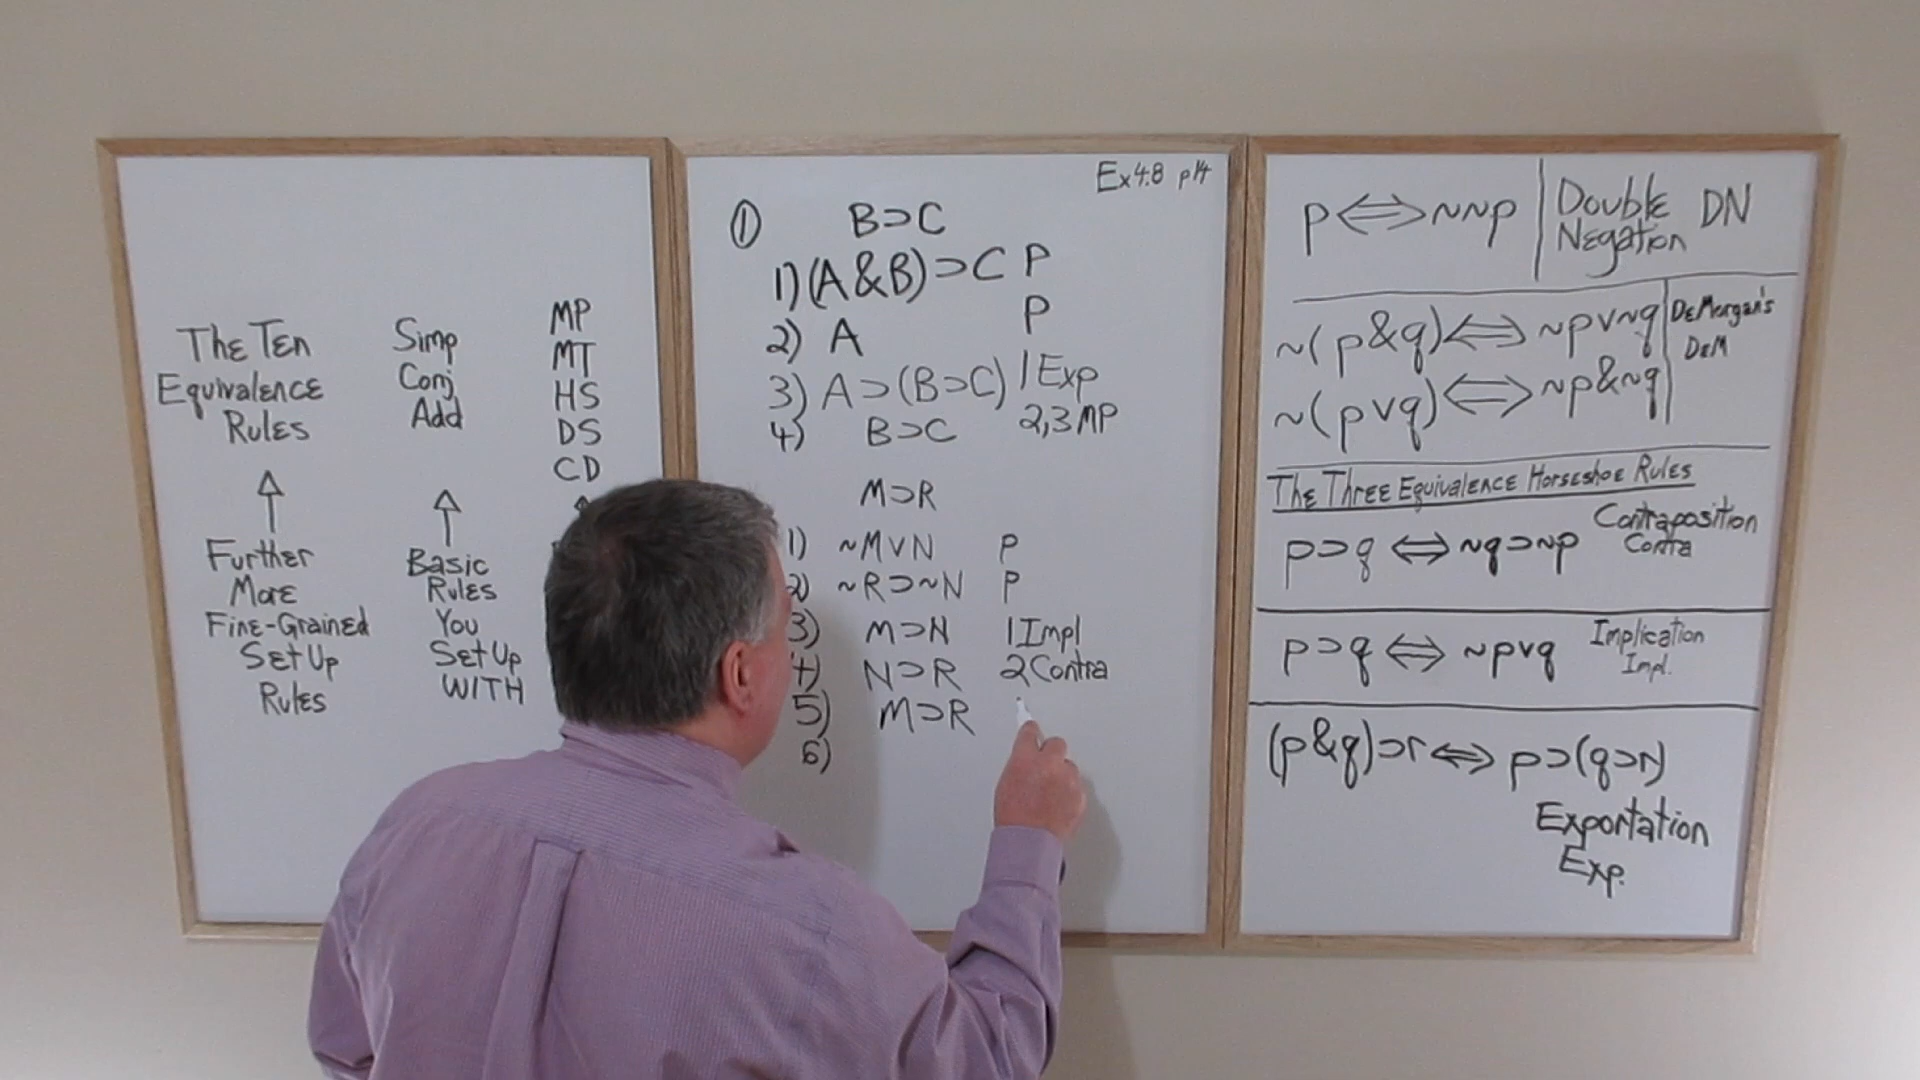 The Ten
Equivalence
Rules
Further
More
Fine-Grained
Set Up
Rules
Simp
Conj
Add
Basic
Rules
You
Set Up
WITH
MP
MT
HS
DS
CD
Ex 4.8 p14
① B⊃C
1) (A&B)⊃C P
2) A P
3) A⊃(B⊃C) 1 Exp
4) B⊃C 2,3 MP
M⊃R
1) ~M∨N P
2) ~R⊃~N P
3) M⊃N 1 Impl
4) N⊃R 2 Contra
5) M⊃R
6)
p⟺~~p Double Negation DN
~(p&q)⟺~p∨~q DeMorgan's
~(p∨q)⟺~p&~q DeM
The Three Equivalence Horseshoe Rules
p⊃q⟺~q⊃~p Contraposition
Contra
p⊃q⟺~p∨q Implication
Impl.
(p&q)⊃r⟺p⊃(q⊃r)
Exportation
Exp.